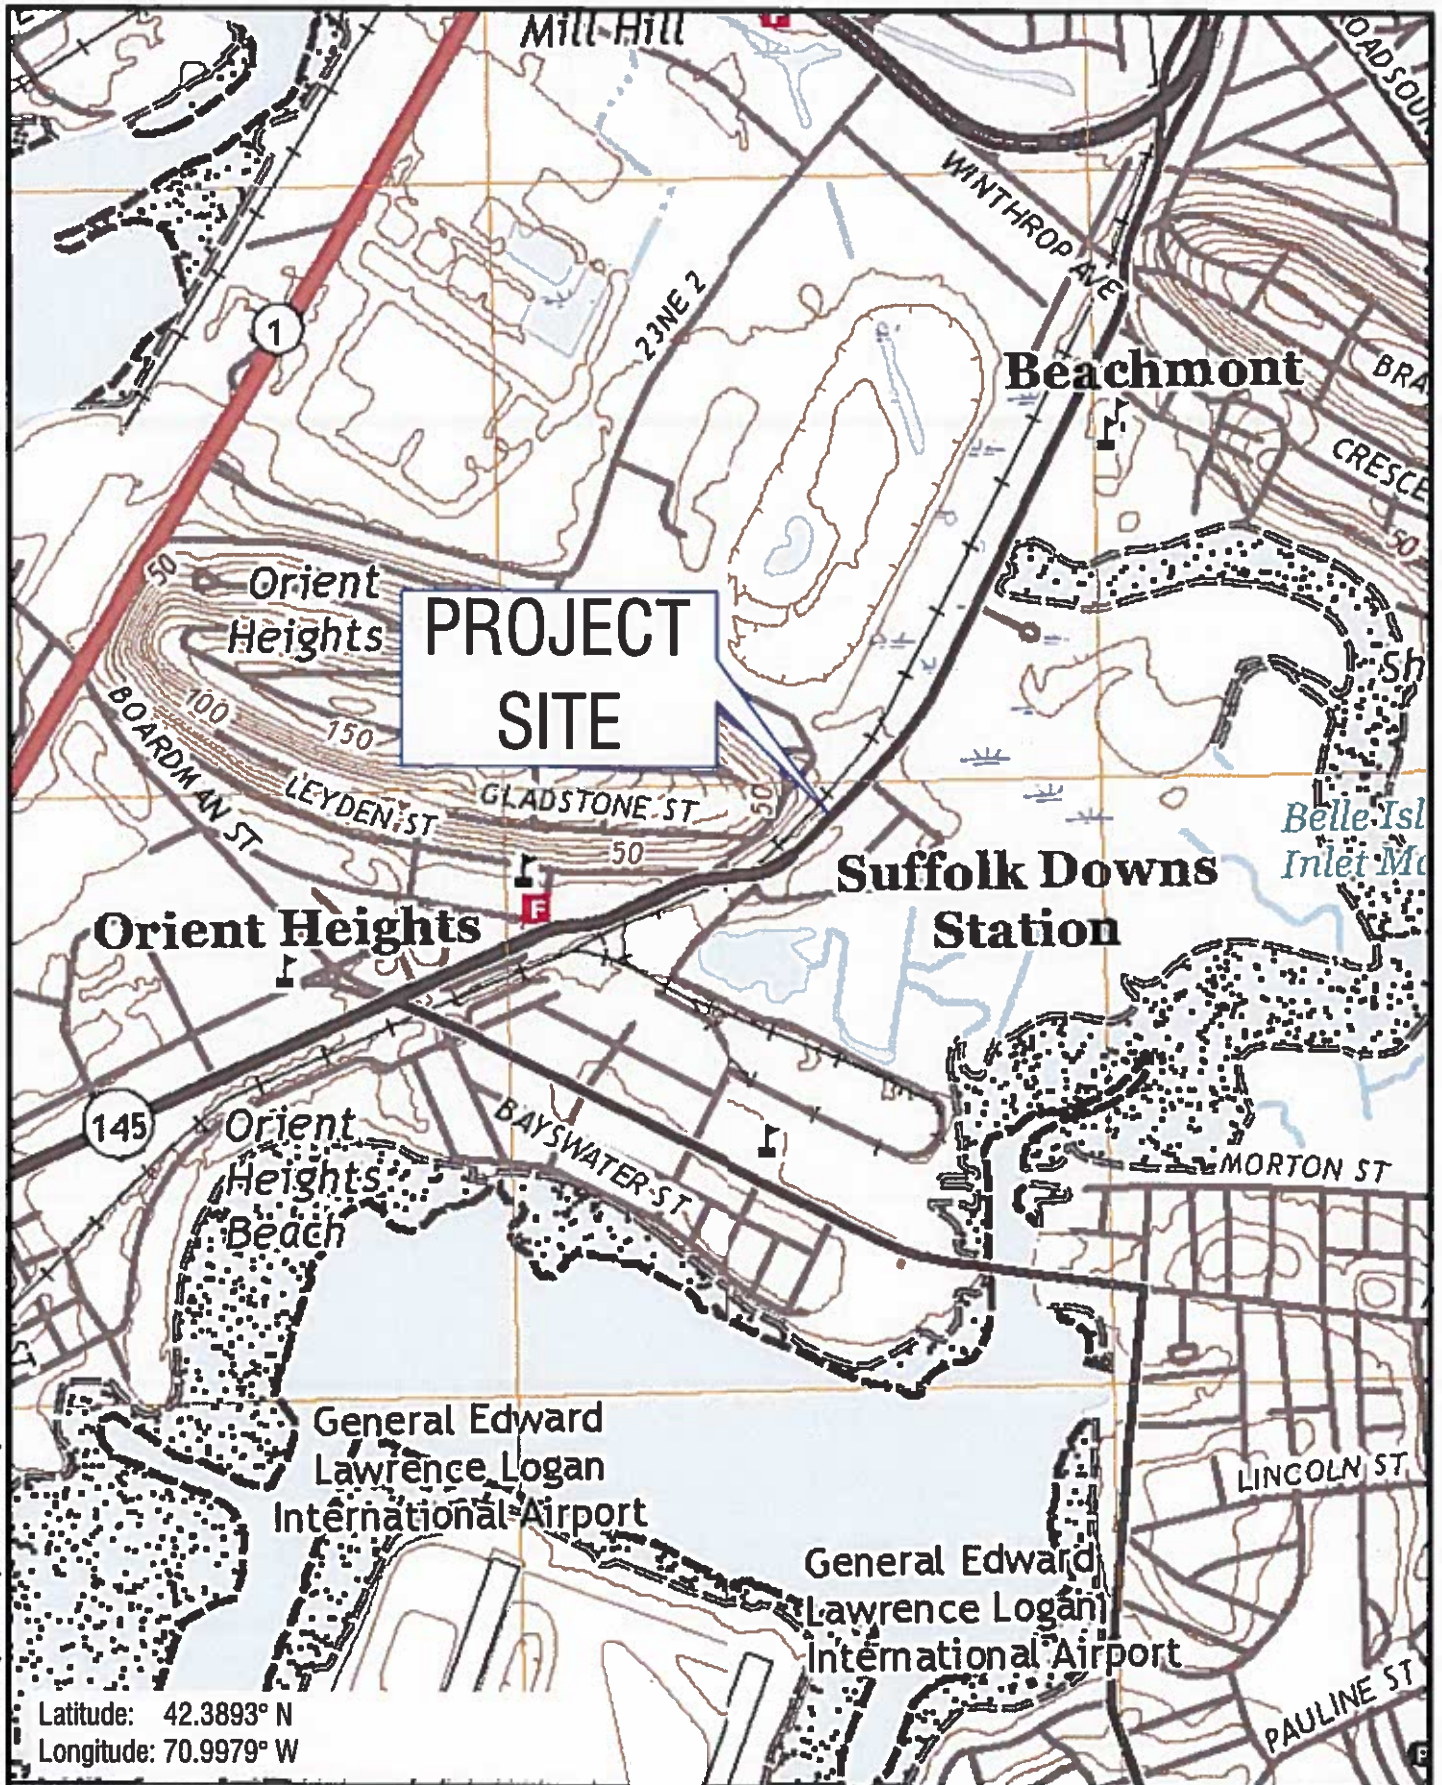 Mill Hill
F
WINTHROP AVE
1
23NE 2
Beachmont
CRESCE
50
50
Orient
Heights
PROJECT
SITE
Sh
100
150
BOARDMAN ST
LEYDEN ST
GLADSTONE ST
50
50
Belle Isl
Inlet Ma
Suffolk Downs
Station
F
Orient Heights
145
Orient
Heights
Beach
BAYSWATER ST
MORTON ST
General Edward
Lawrence Logan
International Airport
LINCOLN ST
General Edward
Lawrence Logan
International Airport
PAULINE ST
Latitude: 42.3893° N
Longitude: 70.9979° W